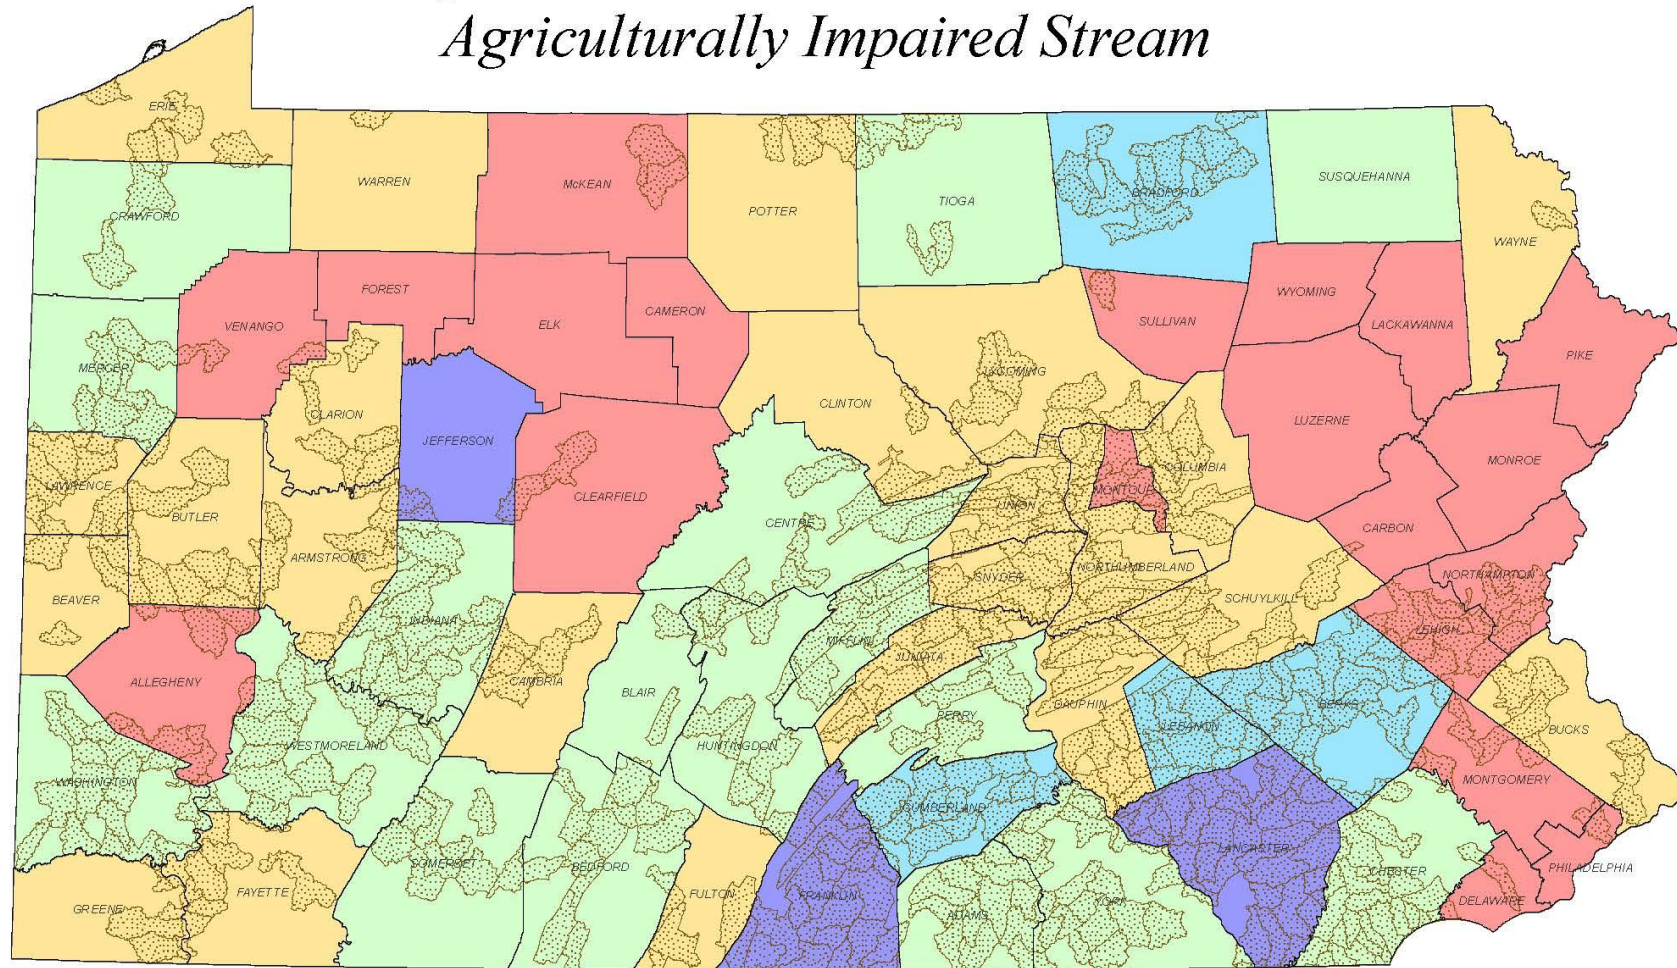 Agriculturally Impaired Stream
ERIE
WARREN
McKEAN
POTTER
TIOGA
BRADFORD
SUSQUEHANNA
WAYNE
CRAWFORD
VENANGO
FOREST
ELK
CAMERON
SULLIVAN
WYOMING
LACKAWANNA
PIKE
MERCER
CLARION
JEFFERSON
CLINTON
LYCOMING
LUZERNE
MONROE
LAWRENCE
BUTLER
CLEARFIELD
CENTRE
UNION
MONTOUR
COLUMBIA
CARBON
BEAVER
ARMSTRONG
INDIANA
SNYDER
NORTHUMBERLAND
SCHUYLKILL
NORTHAMPTON
LEHIGH
ALLEGHENY
CAMBRIA
BLAIR
MIFFLIN
JUNIATA
PERRY
DAUPHIN
LEBANON
BERKS
BUCKS
WASHINGTON
WESTMORELAND
HUNTINGDON
CUMBERLAND
MONTGOMERY
GREENE
FAYETTE
SOMERSET
BEDFORD
FULTON
FRANKLIN
ADAMS
YORK
LANCASTER
CHESTER
DELAWARE
PHILADELPHIA